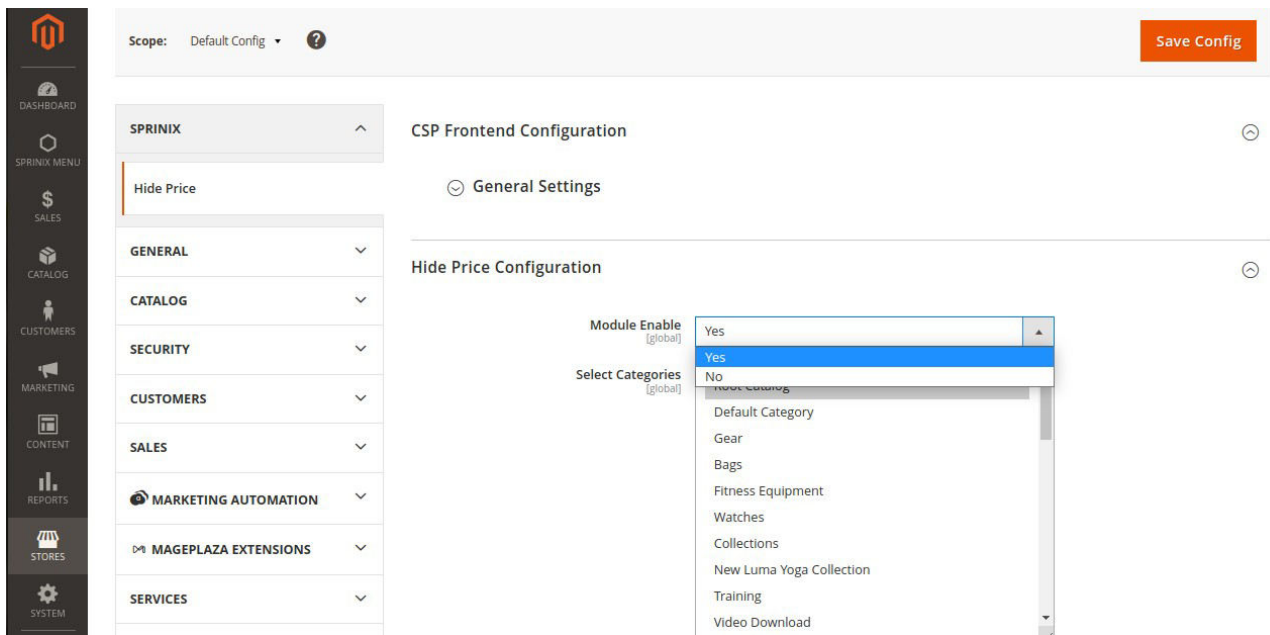 Scope: Default Config ?
Save Config
DASHBOARD
SPRINIX MENU
SALES
CATALOG
CUSTOMERS
MARKETING
CONTENT
REPORTS
STORES
SYSTEM
SPRINIX
Hide Price
GENERAL
CATALOG
SECURITY
CUSTOMERS
SALES
MARKETING AUTOMATION
MAGEPLAZA EXTENSIONS
SERVICES
CSP Frontend Configuration
General Settings
Hide Price Configuration
Module Enable
[global]
Yes
Yes
No
Select Categories
[global]
Root Catalog
Default Category
Gear
Bags
Fitness Equipment
Watches
Collections
New Luma Yoga Collection
Training
Video Download